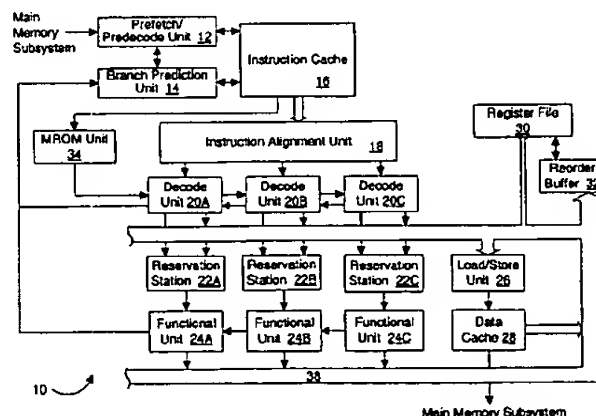 Main
Memory
Subsystem
Prefetch/
Predecode Unit 12
Branch Prediction
Unit 14
Instruction Cache
16
MROM Unit
34
Instruction Alignment Unit
18
Register File
30
Reorder
Buffer 32
Decode
Unit 20A
Decode
Unit 20B
Decode
Unit 20C
Reservation
Station 22A
Reservation
Station 22B
Reservation
Station 22C
Load/Store
Unit 26
Functional
Unit 24A
Functional
Unit 24B
Functional
Unit 24C
Data
Cache 28
10
38
Main Memory Subsystem